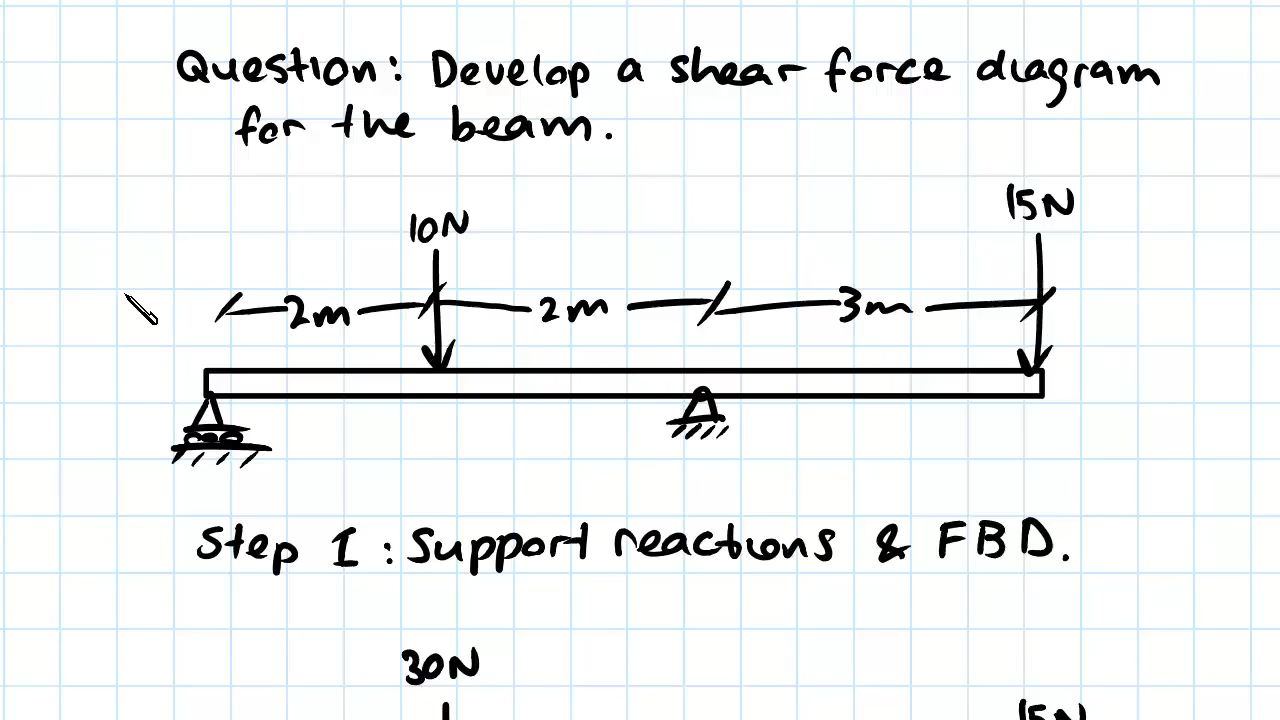 Question: Develop a shear force diagram
for the beam.
15N
10N
2m 2m 3m
Step 1: Support reactions & FBD.
30N
15N